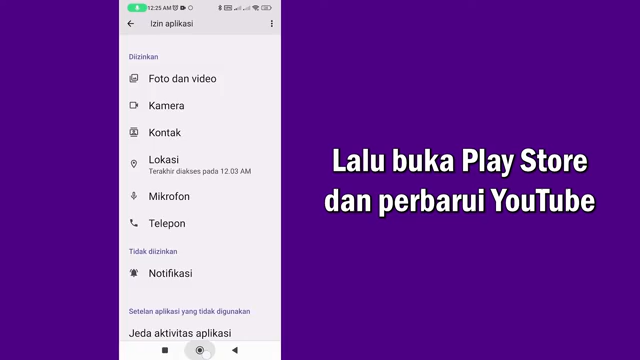 12:25 AM
Izin aplikasi
Diizinkan
Foto dan video
Kamera
Kontak
Lokasi
Terakhir diakses pada 12.03 AM
Mikrofon
Telepon
Tidak diizinkan
Notifikasi
Setelan aplikasi yang tidak digunakan
Jeda aktivitas aplikasi
Lalu buka Play Store
dan perbarui YouTube